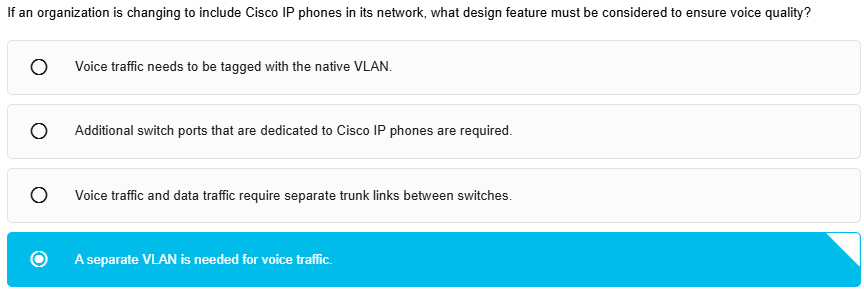 If an organization is changing to include Cisco IP phones in its network, what design feature must be considered to ensure voice quality?
Voice traffic needs to be tagged with the native VLAN.
Additional switch ports that are dedicated to Cisco IP phones are required.
Voice traffic and data traffic require separate trunk links between switches.
A separate VLAN is needed for voice traffic.